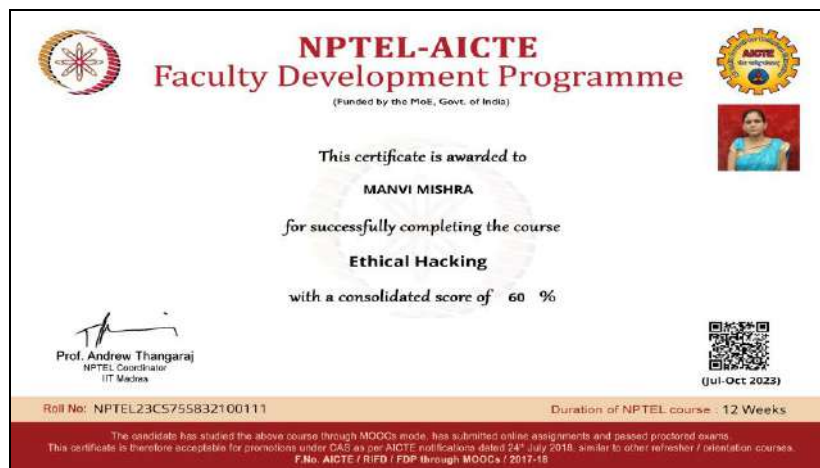 NPTEL-AICTE
Faculty Development Programme
(Funded by the MoE, Govt. of India)
AICTE
This certificate is awarded to
MANVI MISHRA
for successfully completing the course
Ethical Hacking
with a consolidated score of 60 %
Prof. Andrew Thangaraj
NPTEL Coordinator
IIT Madras
(Jul-Oct 2023)
Roll No: NPTEL23CS75S832100111
Duration of NPTEL course : 12 Weeks
The candidate has studied the above course through MOOCs mode, has submitted online assignments and passed proctored exams.
This certificate is therefore acceptable for promotions under CAS as per AICTE notifications dated 24th July 2018, similar to other refresher / orientation courses.
F.No. AICTE / RIFD / FDP through MOOCs / 2017-18